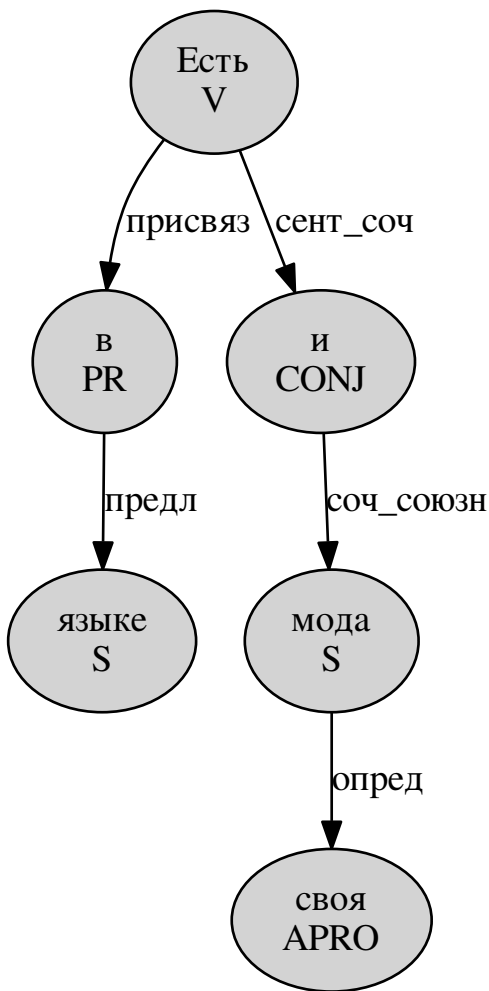 Есть
V
присвяз
сент_соч
в
PR
и
CONJ
предл
соч_союзн
языке
S
мода
S
опред
своя
APRO